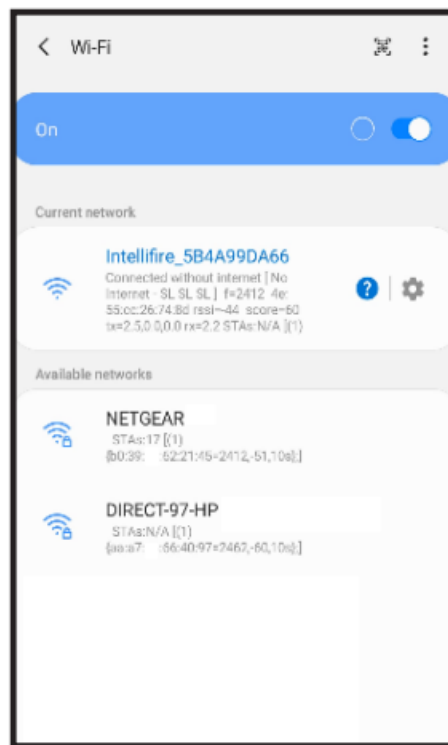 Wi-Fi
On
Current network
Intellifire_5B4A99DA66
Connected without internet [ No
Internet - SL SL SL ] f=2412 4e:
55:cc:26:74:8d rssi=-44 score=60
tx=2.5,0.0,0.0 rx=2.2 STAs:N/A [(1)
Available networks
NETGEAR
STAs:17 [(1)
{b0:39: :62:21:45=2412,-51,10s};]
DIRECT-97-HP
STAs:N/A [(1)
:66:40:97=2462,-60,10s};]